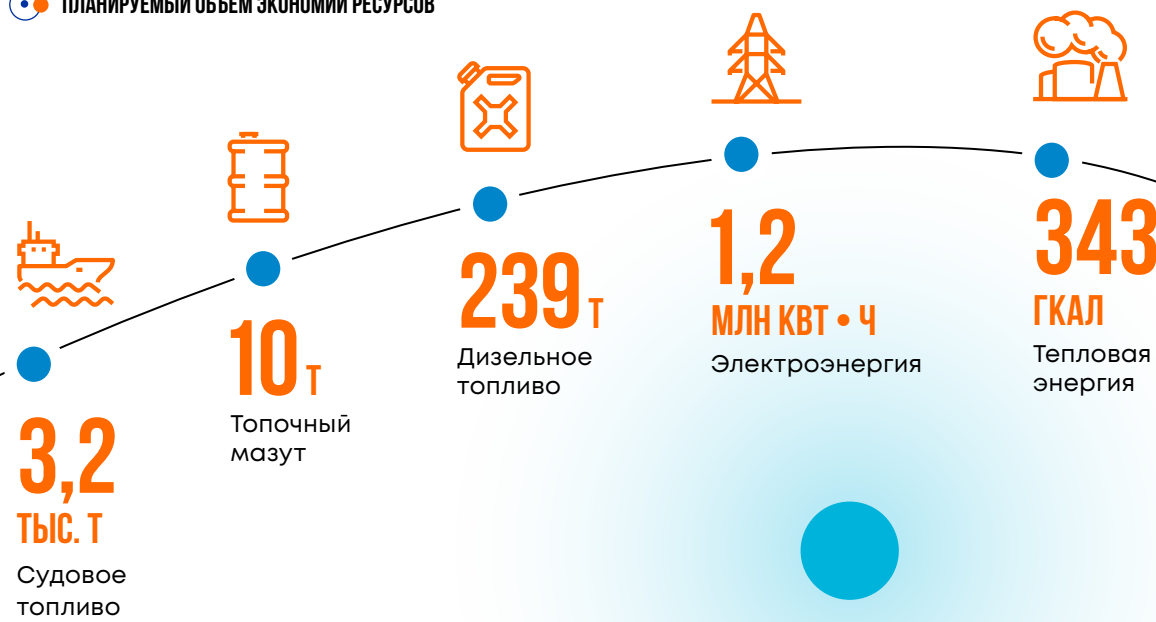 ПЛАНИРУЕМЫЙ ОБЪЕМ ЭКОНОМИИ РЕСУРСОВ
3,2
ТЫС. Т
Судовое
топливо
10 Т
Топочный
мазут
239 Т
Дизельное
топливо
1,2
МЛН КВТ • Ч
Электроэнергия
343
ГКАЛ
Тепловая
энергия